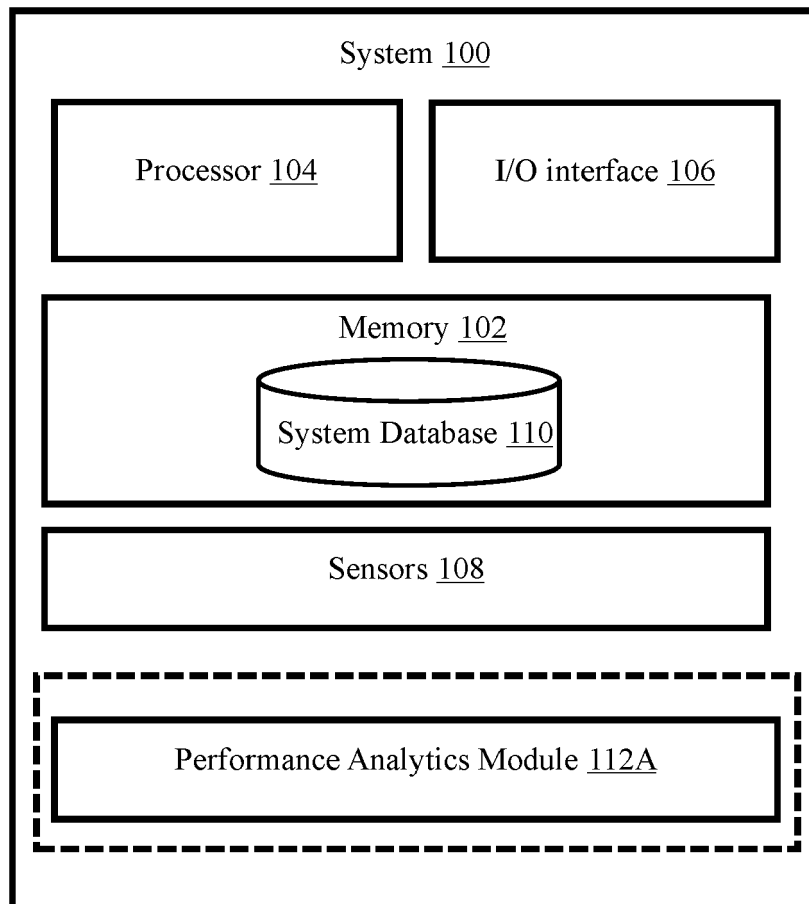 System 100
Processor 104
I/O interface 106
Memory 102
System Database 110
Sensors 108
Performance Analytics Module 112A